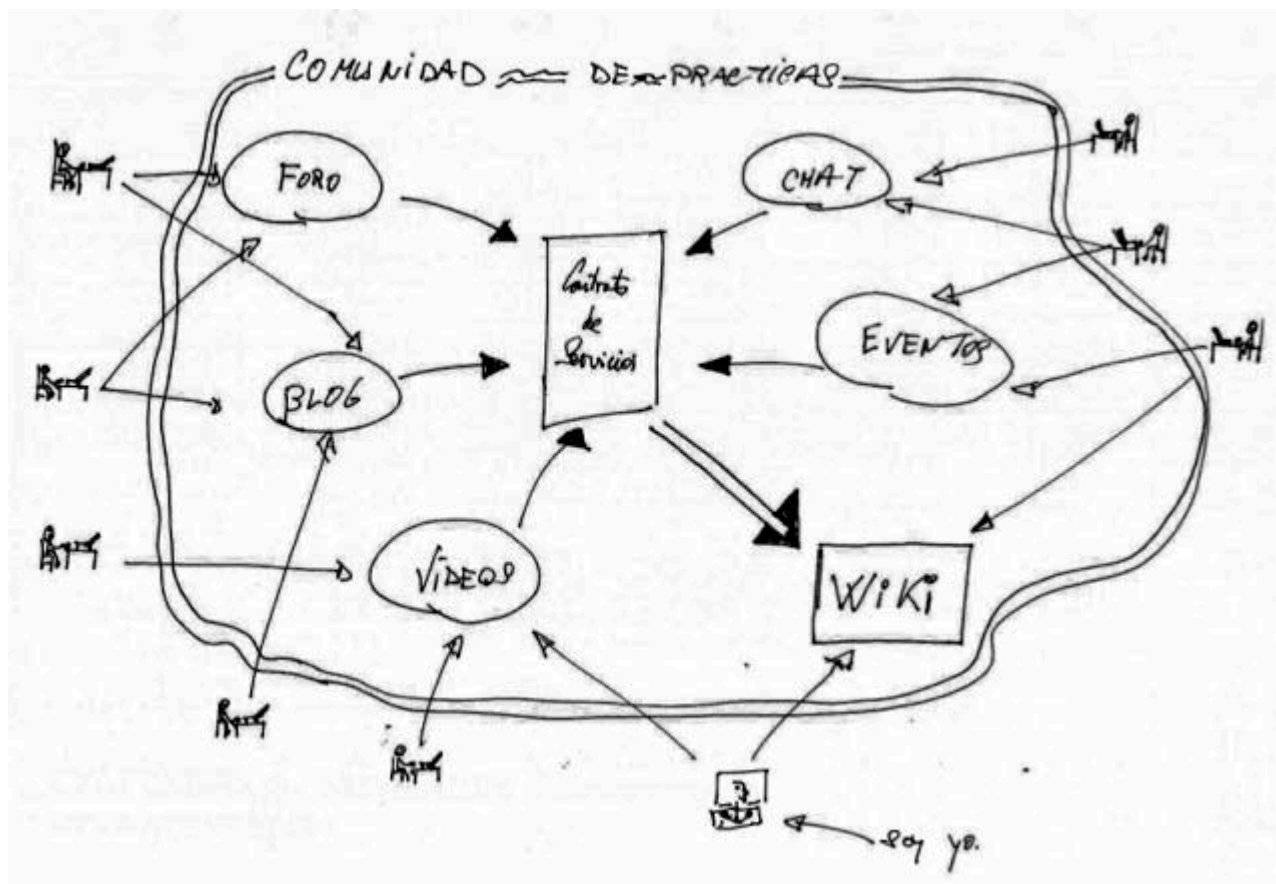 COMUNIDAD DE PRACTICAS
FORO
CHAT
Contrato
de
Servicios
EVENTOS
BLOG
VIDEOS
WIKI
soy yo.